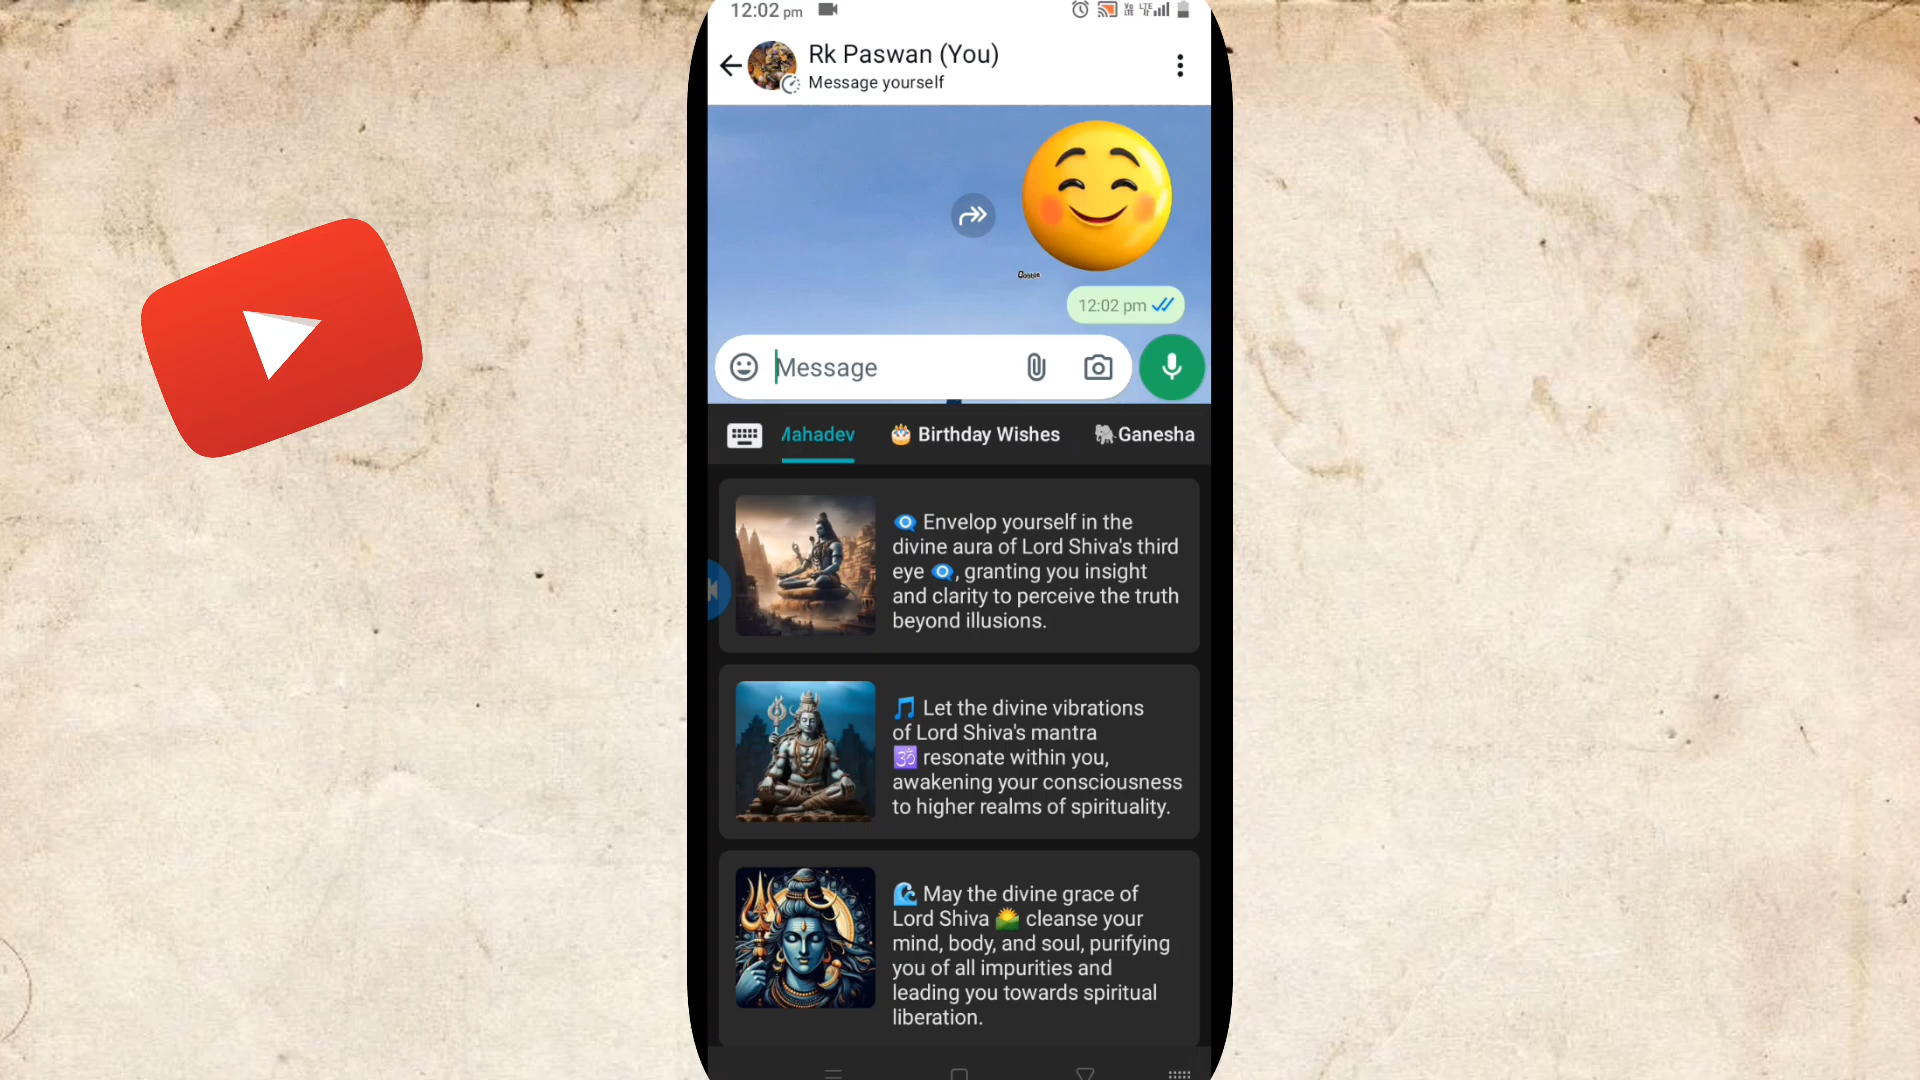 12:02 pm
Rk Paswan (You)
Message yourself
12:02 pm
Message
Mahadev
🎂 Birthday Wishes
🐘Ganesha
👁️‍🗨️ Envelop yourself in the
divine aura of Lord Shiva's third
eye 👁️‍🗨️, granting you insight
and clarity to perceive the truth
beyond illusions.
🎵 Let the divine vibrations
of Lord Shiva's mantra
🕉️ resonate within you,
awakening your consciousness
to higher realms of spirituality.
🌊 May the divine grace of
Lord Shiva 🌄 cleanse your
mind, body, and soul, purifying
you of all impurities and
leading you towards spiritual
liberation.